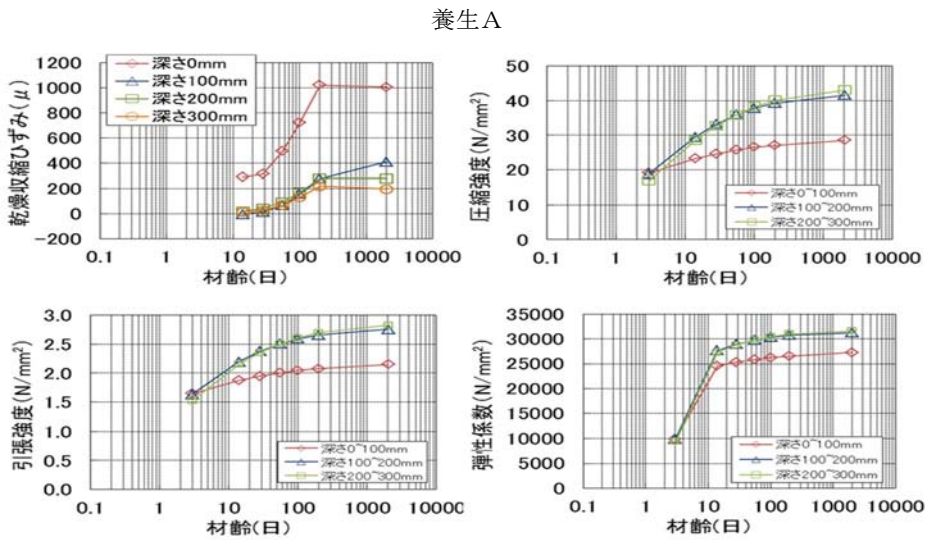 養生A
乾燥収縮ひずみ(μ)
1200
1000
800
600
400
200
0
-200
深さ0mm
深さ100mm
深さ200mm
深さ300mm
0.1 1 10 100 1000 10000
材齢(日)
圧縮強度(N/mm²)
50
40
30
20
10
0
深さ0~100mm
深さ100~200mm
深さ200~300mm
0.1 1 10 100 1000 10000
材齢(日)
引張強度(N/mm²)
3.0
2.5
2.0
1.5
1.0
0.5
0.0
深さ0~100mm
深さ100~200mm
深さ200~300mm
0.1 1 10 100 1000 10000
材齢(日)
弾性係数(N/mm²)
35000
30000
25000
20000
15000
10000
5000
0
深さ0~100mm
深さ100~200mm
深さ200~300mm
0.1 1 10 100 1000 10000
材齢(日)